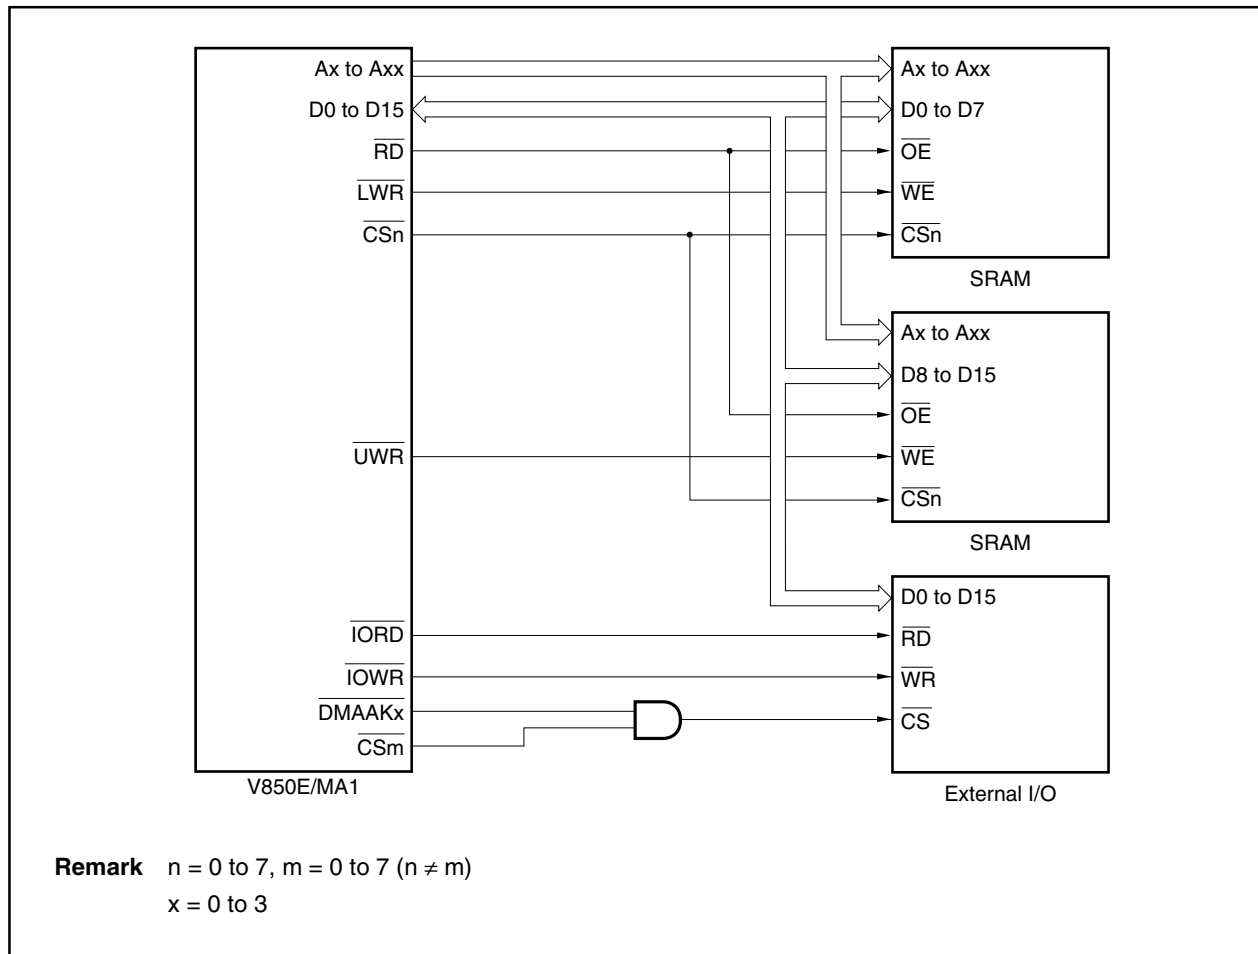 Ax to Axx
D0 to D15
RD
LWR
CSn
UWR
IORD
IOWR
DMAAKx
CSm
V850E/MA1
Ax to Axx
D0 to D7
OE
WE
CSn
SRAM
Ax to Axx
D8 to D15
OE
WE
CSn
SRAM
D0 to D15
RD
WR
CS
External I/O
Remark n = 0 to 7, m = 0 to 7 (n ≠ m)
x = 0 to 3